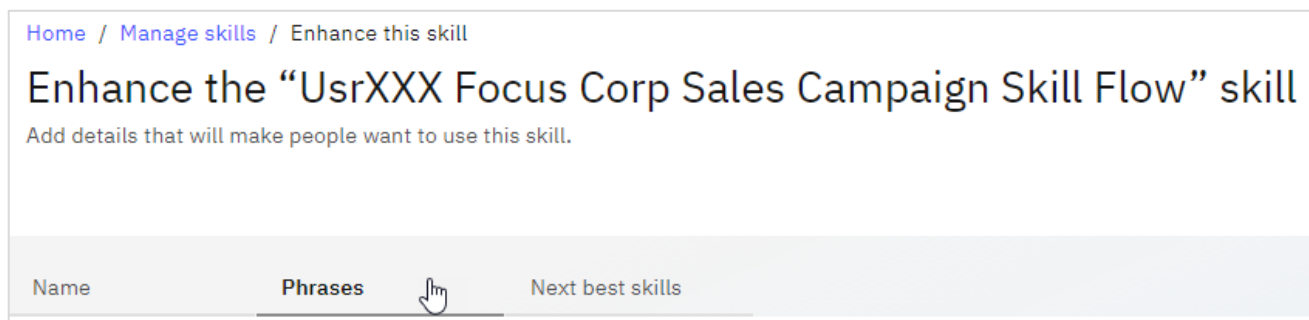 Home / Manage skills / Enhance this skill
Enhance the “UsrXXX Focus Corp Sales Campaign Skill Flow” skill
Add details that will make people want to use this skill.
Name Phrases Next best skills